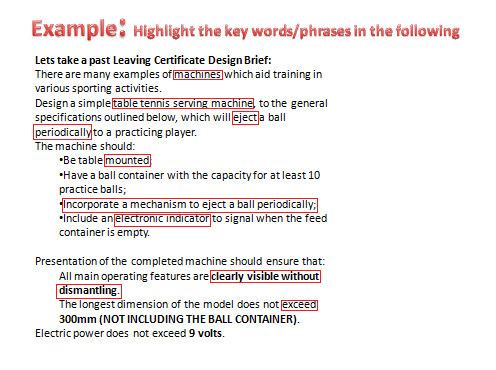 Example: Highlight the key words/phrases in the following
Lets take a past Leaving Certificate Design Brief:
There are many examples of machines which aid training in
various sporting activities.
Design a simple table tennis serving machine, to the general
specifications outlined below, which will eject a ball
periodically to a practicing player.
The machine should:
•Be table mounted;
•Have a ball container with the capacity for at least 10
practice balls;
•Incorporate a mechanism to eject a ball periodically;
•Include an electronic indicator to signal when the feed
container is empty.
Presentation of the completed machine should ensure that:
All main operating features are clearly visible without
dismantling.
The longest dimension of the model does not exceed
300mm (NOT INCLUDING THE BALL CONTAINER).
Electric power does not exceed 9 volts.